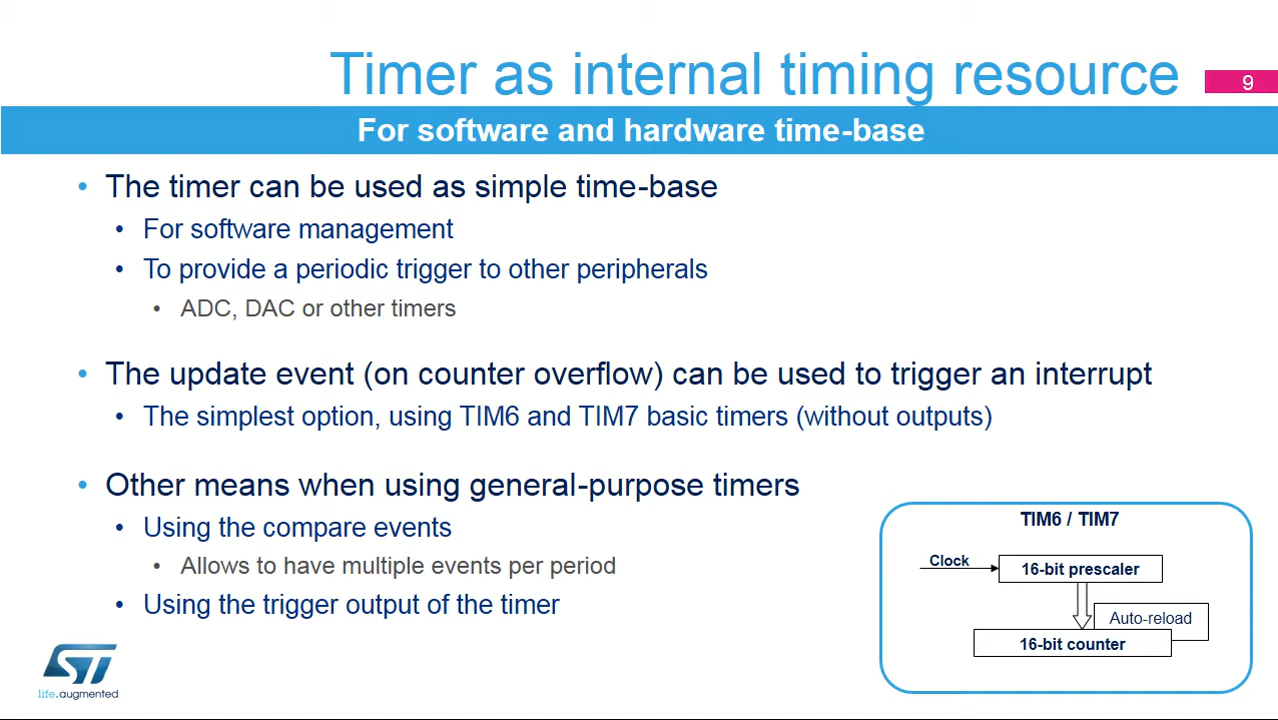 Timer as internal timing resource
9
For software and hardware time-base
• The timer can be used as simple time-base
• For software management
• To provide a periodic trigger to other peripherals
• ADC, DAC or other timers
• The update event (on counter overflow) can be used to trigger an interrupt
• The simplest option, using TIM6 and TIM7 basic timers (without outputs)
• Other means when using general-purpose timers
• Using the compare events
• Allows to have multiple events per period
• Using the trigger output of the timer
TIM6 / TIM7
Clock
16-bit prescaler
Auto-reload
16-bit counter
ST
life.augmented